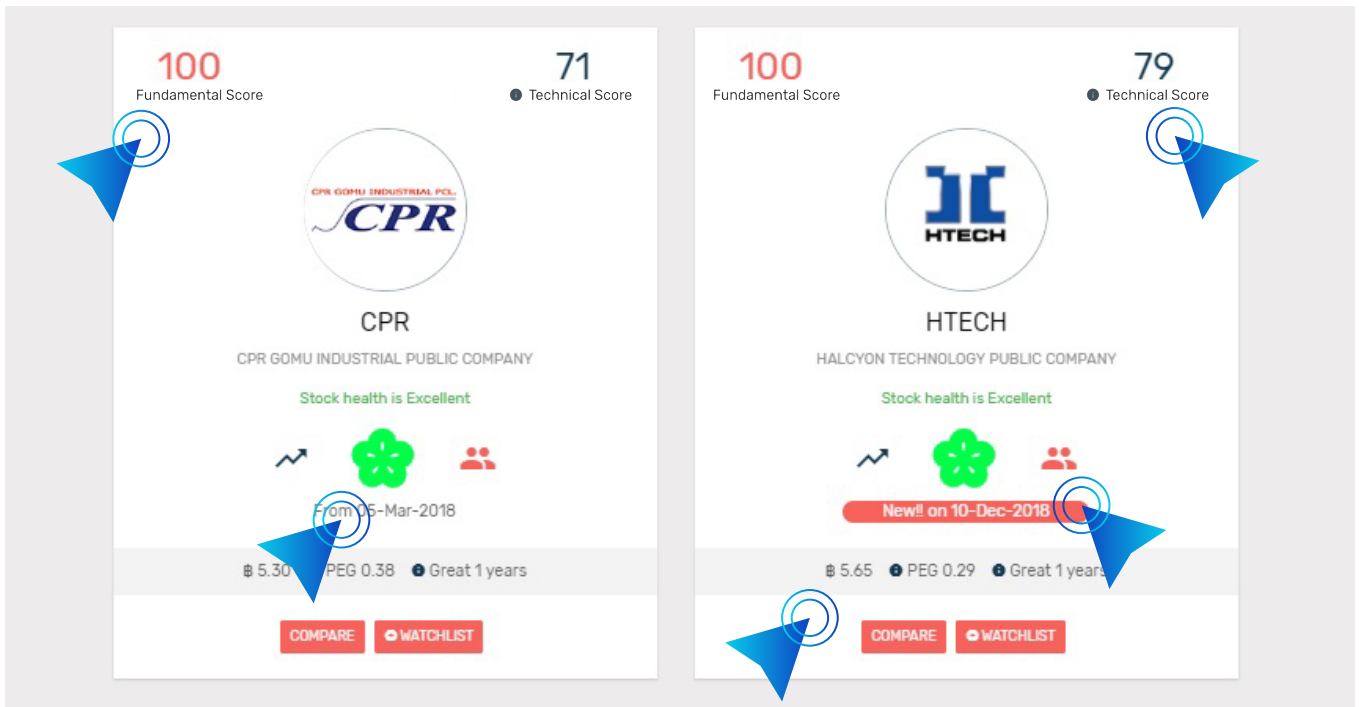 100
Fundamental Score
71
Technical Score
CPR GOMU INDUSTRIAL PCL.
CPR
CPR
CPR GOMU INDUSTRIAL PUBLIC COMPANY
Stock health is Excellent
From 05-Mar-2018
฿ 5.30 PEG 0.38 Great 1 years
COMPARE WATCHLIST
100
Fundamental Score
79
Technical Score
HTECH
HTECH
HALCYON TECHNOLOGY PUBLIC COMPANY
Stock health is Excellent
New!! on 10-Dec-2018
฿ 5.65 PEG 0.29 Great 1 years
COMPARE WATCHLIST